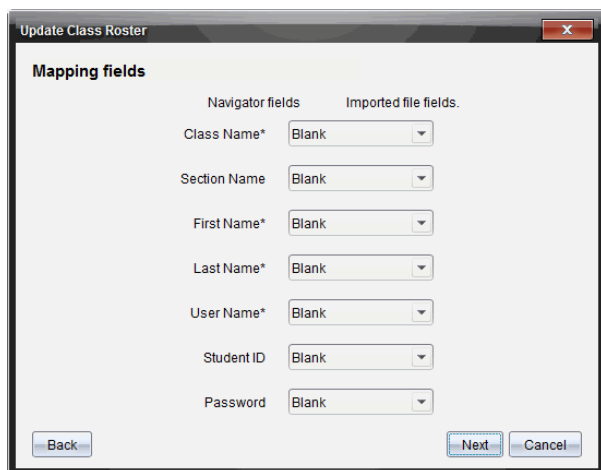 Update Class Roster
x
Mapping fields
Navigator fields Imported file fields.
Class Name* Blank
Section Name Blank
First Name* Blank
Last Name* Blank
User Name* Blank
Student ID Blank
Password Blank
Back Next Cancel